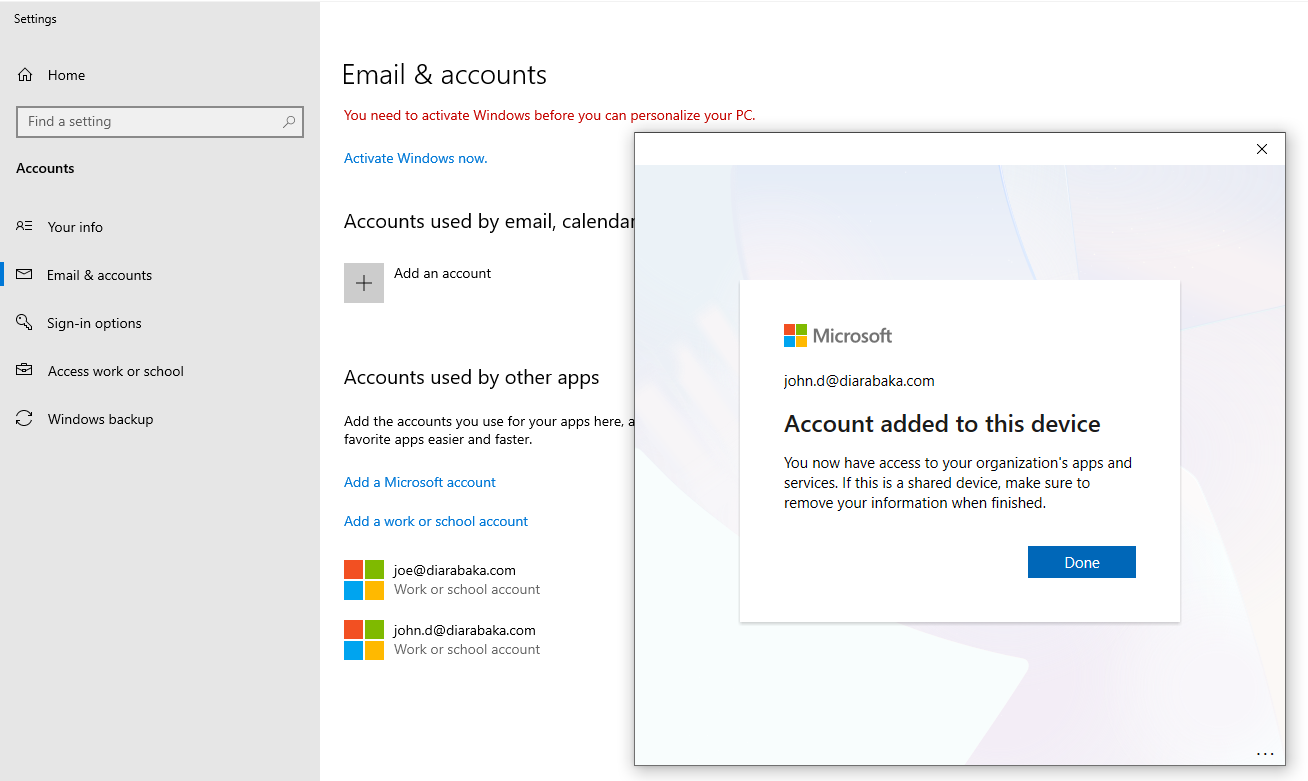 Settings
Home
Find a setting
Accounts
Your info
Email & accounts
Sign-in options
Access work or school
Windows backup
Email & accounts
You need to activate Windows before you can personalize your PC.
Activate Windows now.
Accounts used by email, calendar
Add an account
Accounts used by other apps
Add the accounts you use for your apps here, a
favorite apps easier and faster.
Add a Microsoft account
Add a work or school account
joe@diarabaka.com
Work or school account
john.d@diarabaka.com
Work or school account
Microsoft
john.d@diarabaka.com
Account added to this device
You now have access to your organization's apps and
services. If this is a shared device, make sure to
remove your information when finished.
Done
...